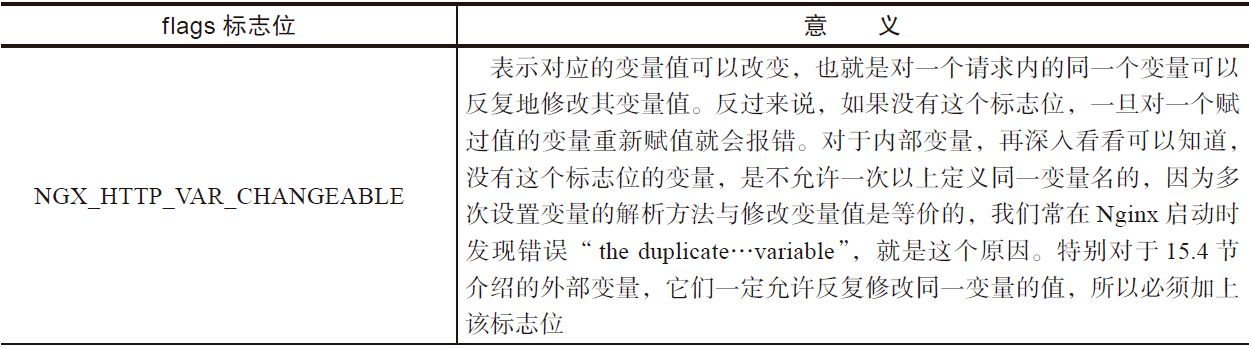 flags 标志位
意 义
表示对应的变量值可以改变，也就是对一个请求内的同一个变量可以
反复地修改其变量值。反过来说，如果没有这个标志位，一旦对一个赋
过值的变量重新赋值就会报错。对于内部变量，再深入看看可以知道，
没有这个标志位的变量，是不允许一次以上定义同一变量名的，因为多
NGX_HTTP_VAR_CHANGEABLE
次设置变量的解析方法与修改变量值是等价的，我们常在 Nginx 启动时
发现错误“the duplicate…variable”，就是这个原因。特别对于 15.4 节
介绍的外部变量，它们一定允许反复修改同一变量的值，所以必须加上
该标志位